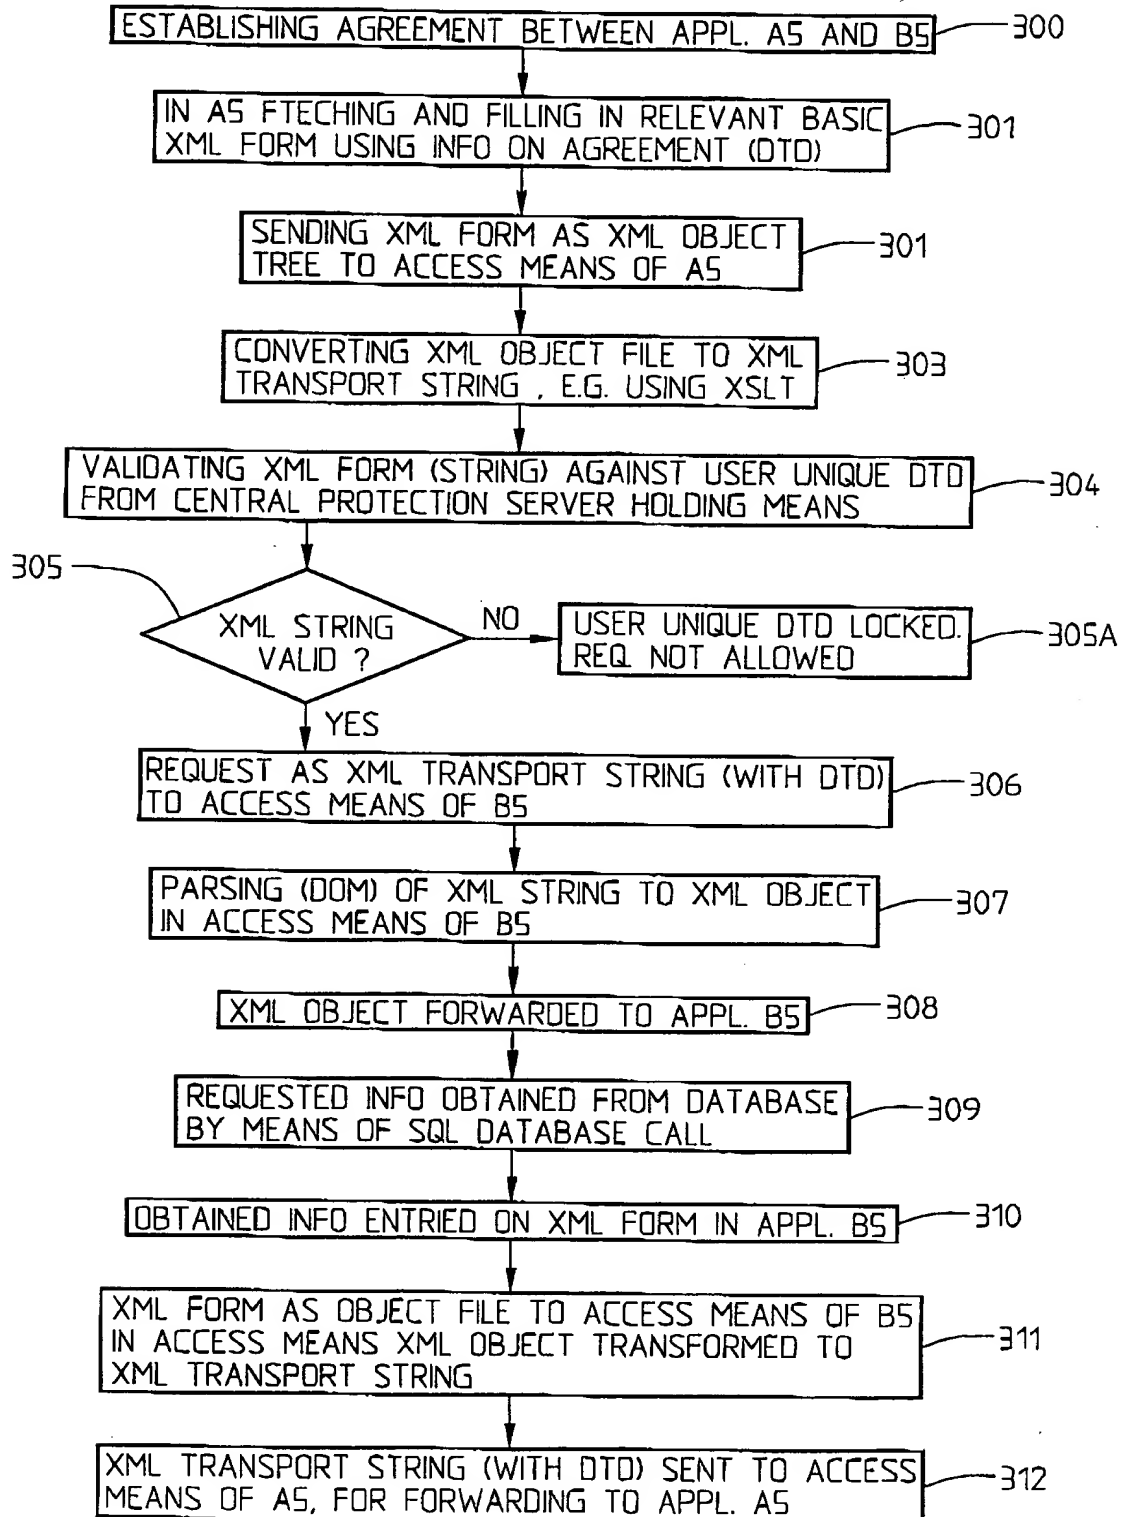 ESTABLISHING AGREEMENT BETWEEN APPL. A5 AND B5
300
IN A5 FTECHING AND FILLING IN RELEVANT BASIC
XML FORM USING INFO ON AGREEMENT (DTD)
301
SENDING XML FORM AS XML OBJECT
TREE TO ACCESS MEANS OF A5
301
CONVERTING XML OBJECT FILE TO XML
TRANSPORT STRING , E.G. USING XSLT
303
VALIDATING XML FORM (STRING) AGAINST USER UNIQUE DTD
FROM CENTRAL PROTECTION SERVER HOLDING MEANS
304
305
XML STRING
VALID ?
NO
USER UNIQUE DTD LOCKED.
REQ. NOT ALLOWED
305A
YES
REQUEST AS XML TRANSPORT STRING (WITH DTD)
TO ACCESS MEANS OF B5
306
PARSING (DOM) OF XML STRING TO XML OBJECT
IN ACCESS MEANS OF B5
307
XML OBJECT FORWARDED TO APPL. B5
308
REQUESTED INFO OBTAINED FROM DATABASE
BY MEANS OF SQL DATABASE CALL
309
OBTAINED INFO ENTRIED ON XML FORM IN APPL. B5
310
XML FORM AS OBJECT FILE TO ACCESS MEANS OF B5
IN ACCESS MEANS XML OBJECT TRANSFORMED TO
XML TRANSPORT STRING
311
XML TRANSPORT STRING (WITH DTD) SENT TO ACCESS
MEANS OF A5, FOR FORWARDING TO APPL. A5
312